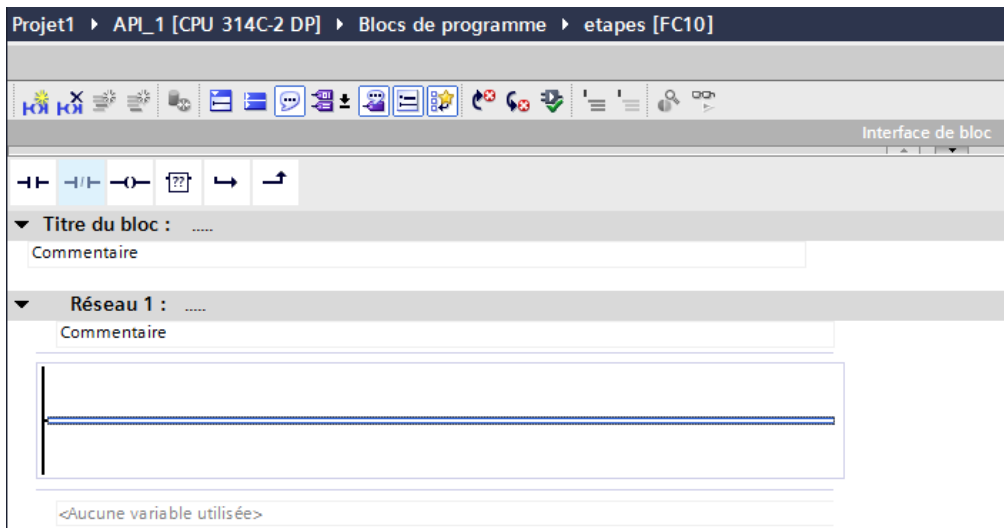 Projet1 ▸ API_1 [CPU 314C-2 DP] ▸ Blocs de programme ▸ etapes [FC10]
Interface de bloc
??
Titre du bloc : .....
Commentaire
Réseau 1 : .....
Commentaire
<Aucune variable utilisée>